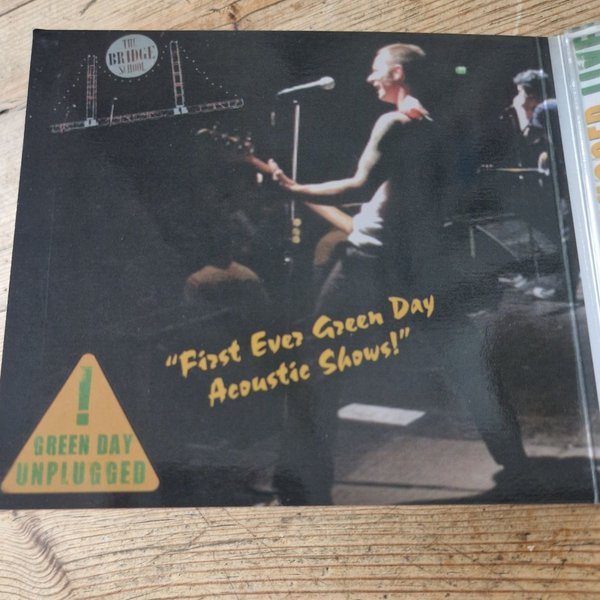 THE
BRIDGE
SCHOOL
"First Ever Green Day
Acoustic Shows!"
!
GREEN DAY
UNPLUGGED